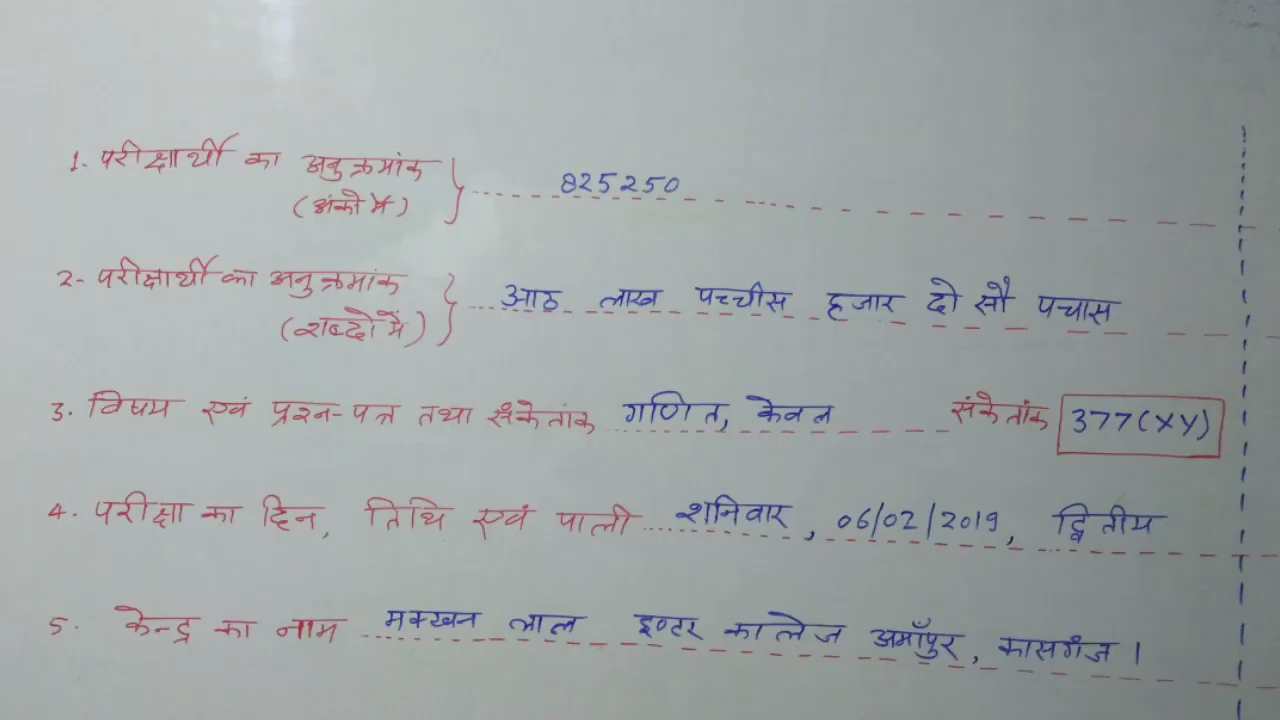 1. परीक्षार्थी का अनुक्रमांक
(अंको में) } 825250
2. परीक्षार्थी का अनुक्रमांक
(शब्दो में) } आठ लाख पच्चीस हजार दो सौ पचास
3. विषय एवं प्रश्न-पत्र तथा संकेतांक गणित, केवल संकेतांक 377(XY)
4. परीक्षा का दिन, तिथि एवं पाली शनिवार, 06/02/2019, द्वितीय
5. केन्द्र का नाम मक्खन लाल इण्टर कालेज अमाँपुर, कासगंज।